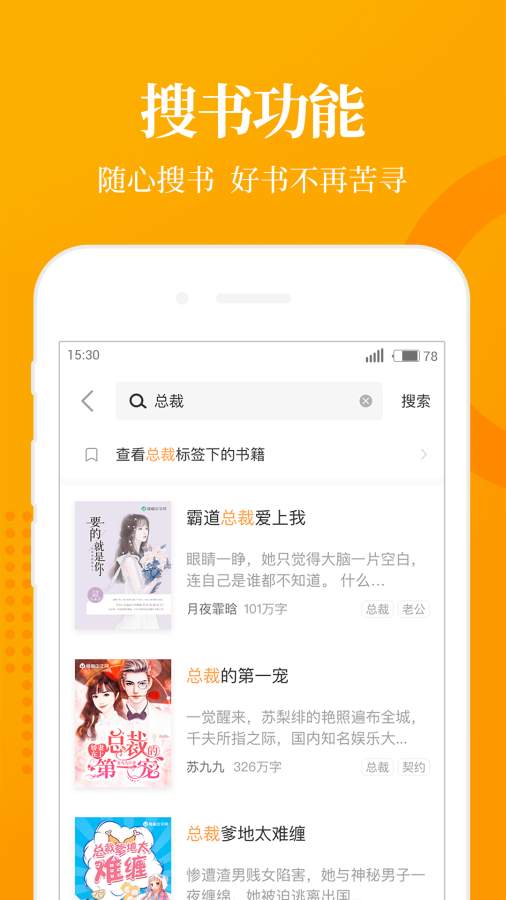 搜书功能
随心搜书 好书不再苦寻
15:30
78
总裁
搜索
查看总裁标签下的书籍
要的就是你
霸道总裁爱上我
眼睛一睁，她只觉得大脑一片空白，
连自己是谁都不知道。 什么...
月夜霏晗 101万字
总裁 老公
总裁的第一宠
总裁的
第一宠
一觉醒来，苏梨绯的艳照遍布全城，
千夫所指之际，国内知名娱乐大...
苏九九 326万字
总裁 契约
总裁爹地太
难缠
总裁爹地太难缠
惨遭渣男贱女陷害，她与神秘男子一
夜缠绵，她被迫逃离出国...